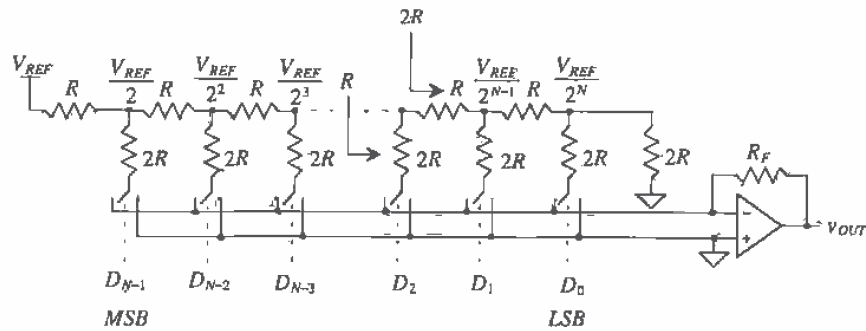 2R
V_REF
R
V_REF/2
R
V_REF/2^2
R
V_REF/2^3
R
R
V_REF/2^{N-1}
R
V_REF/2^N
2R
2R
2R
2R
2R
2R
2R
R_F
−
+
v_OUT
D_{N-1}
D_{N-2}
D_{N-3}
D_2
D_1
D_0
MSB
LSB